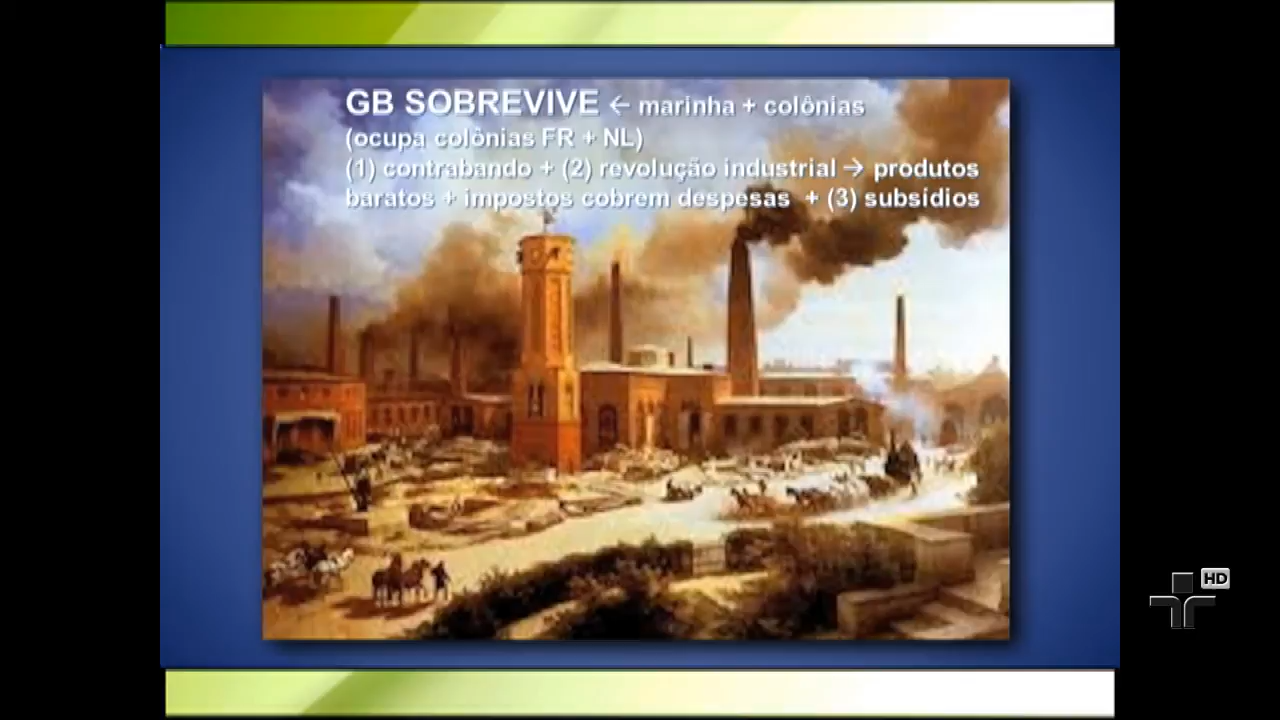 GB SOBREVIVE ← marinha + colônias
(ocupa colônias FR + NL)
(1) contrabando + (2) revolução industrial → produtos
baratos + impostos cobrem despesas + (3) subsídios
HD